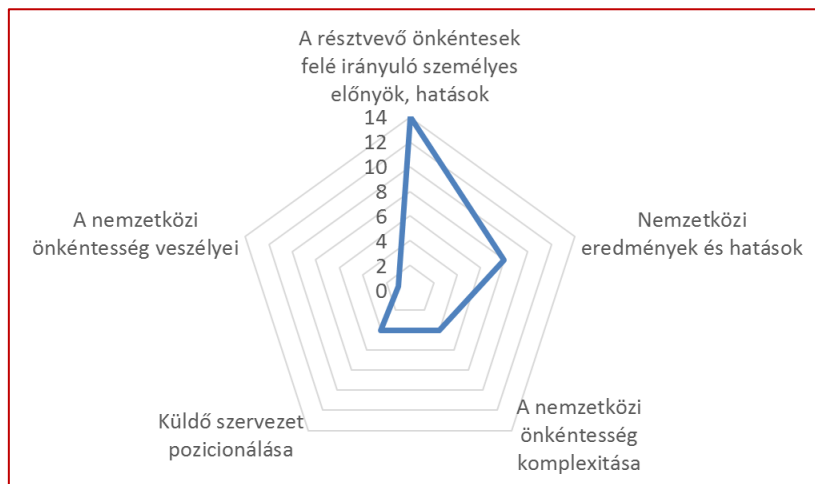 A résztvevő önkéntesek
felé irányuló személyes
előnyök, hatások
14
12
10
8
6
4
2
0
Nemzetközi
eredmények és hatások
A nemzetközi
önkéntesség
komplexitása
Küldő szervezet
pozicionálása
A nemzetközi
önkéntesség veszélyei